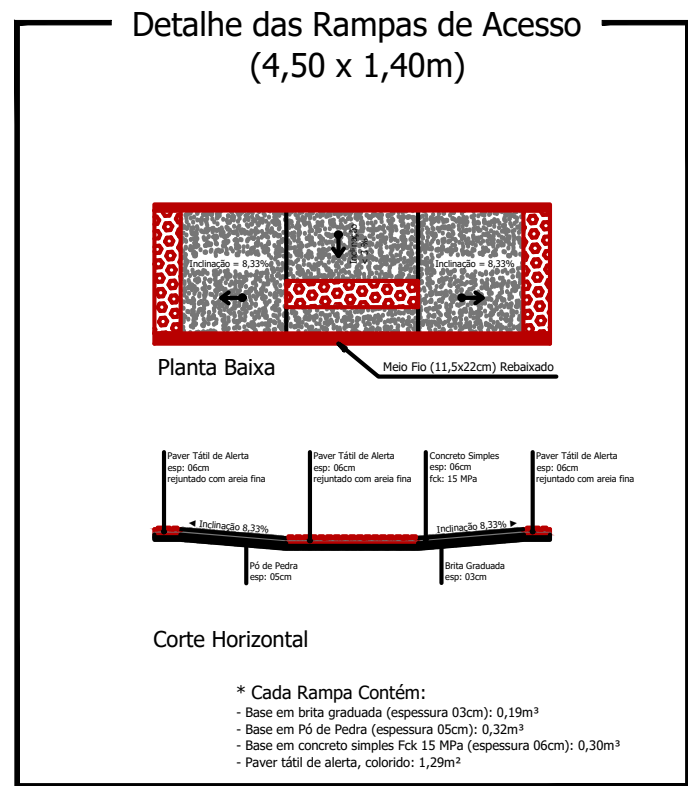 Detalhe das Rampas de Acesso
(4,50 x 1,40m)
Inclinação = 8,33%
Inclinação
Inclinação = 8,33%
Planta Baixa
Meio Fio (11,5x22cm) Rebaixado
Paver Tátil de Alerta
esp: 06cm
rejuntado com areia fina
Paver Tátil de Alerta
esp: 06cm
rejuntado com areia fina
Concreto Simples
esp: 06cm
fck: 15 MPa
Paver Tátil de Alerta
esp: 06cm
rejuntado com areia fina
Inclinação 8,33%
Inclinação 8,33%
Pó de Pedra
esp: 05cm
Brita Graduada
esp: 03cm
Corte Horizontal
* Cada Rampa Contém:
- Base em brita graduada (espessura 03cm): 0,19m³
- Base em Pó de Pedra (espessura 05cm): 0,32m³
- Base em concreto simples Fck 15 MPa (espessura 06cm): 0,30m³
- Paver tátil de alerta, colorido: 1,29m²